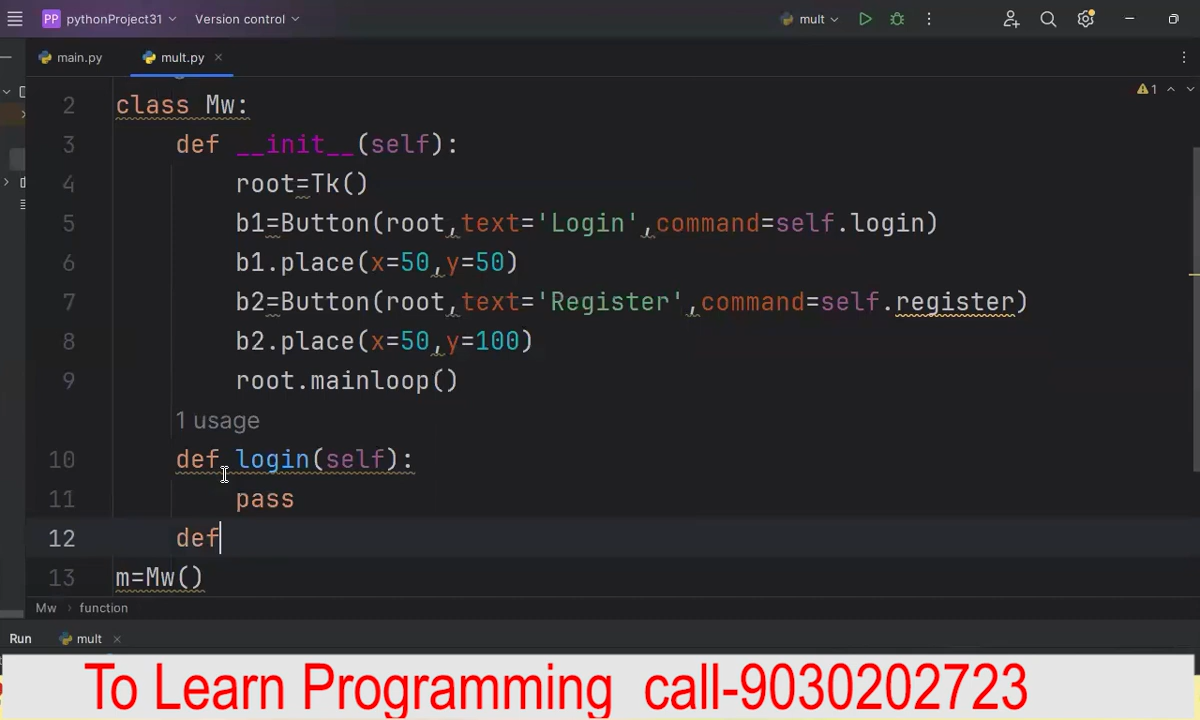 PP pythonProject31 Version control mult
main.py mult.py
2 class Mw:
3 def __init__(self):
4 root=Tk()
5 b1=Button(root,text='Login',command=self.login)
6 b1.place(x=50,y=50)
7 b2=Button(root,text='Register',command=self.register)
8 b2.place(x=50,y=100)
9 root.mainloop()
1 usage
10 def login(self):
11 pass
12 def
13 m=Mw()
1
Mw function
Run mult
To Learn Programming call-9030202723